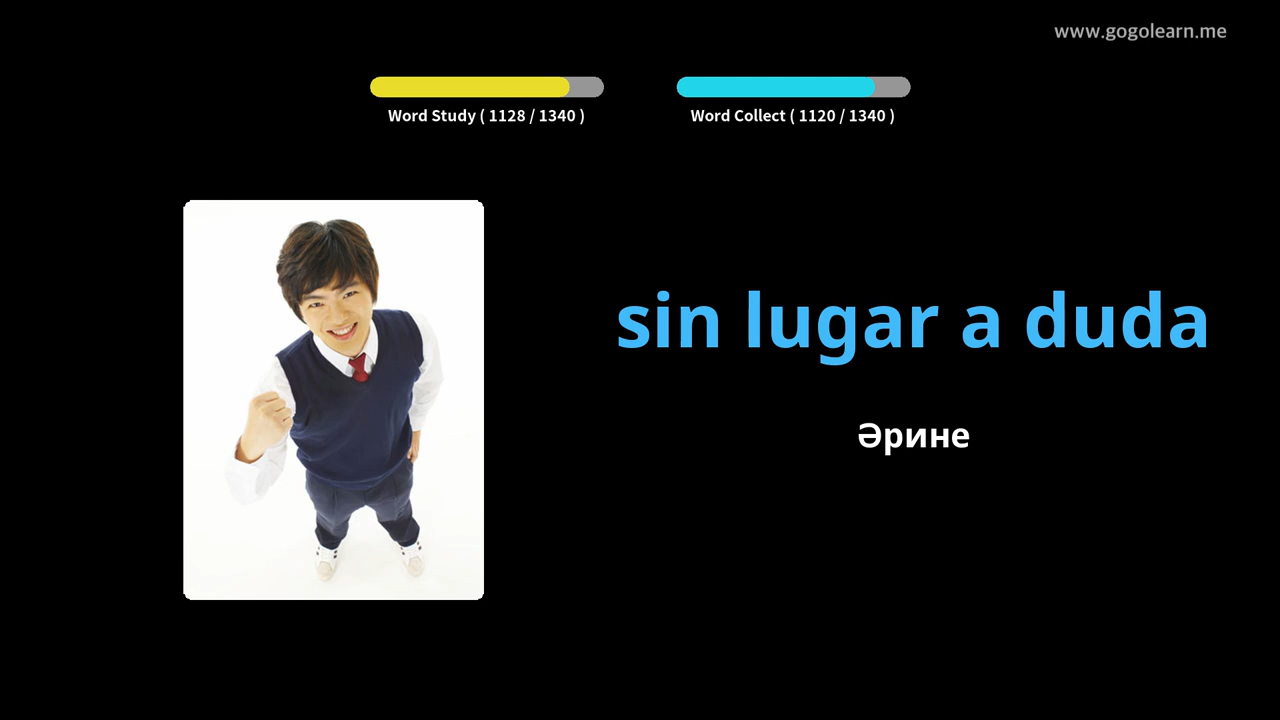 www.gogolearn.me
Word Study ( 1128 / 1340 )
Word Collect ( 1120 / 1340 )
sin lugar a duda
Әрине